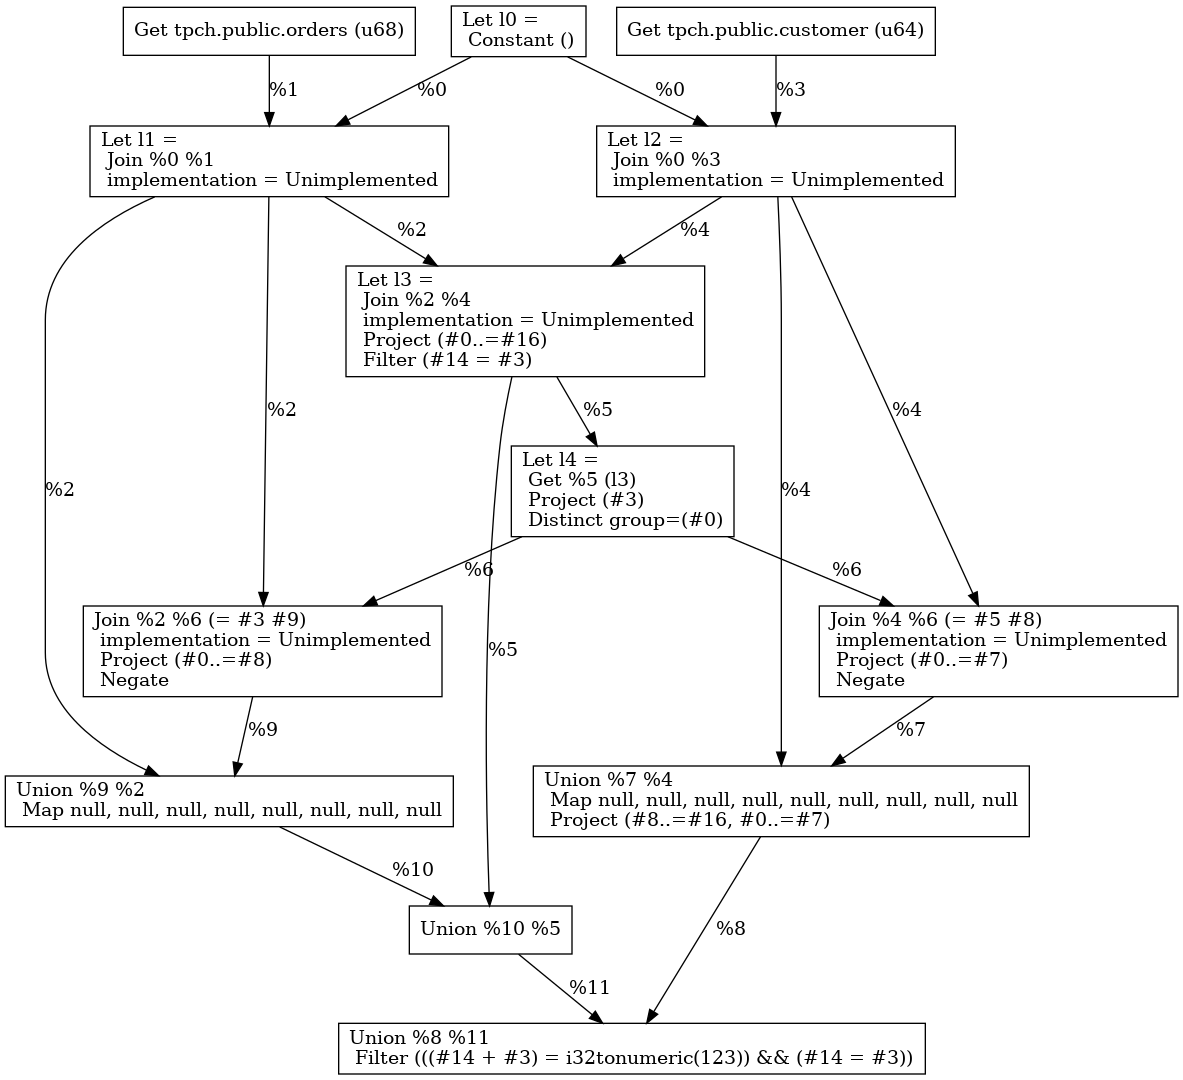 Get tpch.public.orders (u68)
Let l0 =
Constant ()
Get tpch.public.customer (u64)
%1
%0
%0
%3
Let l1 =
Join %0 %1
implementation = Unimplemented
Let l2 =
Join %0 %3
implementation = Unimplemented
%2
%4
Let l3 =
Join %2 %4
implementation = Unimplemented
Project (#0..=#16)
Filter (#14 = #3)
%2
%5
%4
Let l4 =
Get %5 (l3)
Project (#3)
Distinct group=(#0)
%2
%4
%6
%6
Join %2 %6 (= #3 #9)
implementation = Unimplemented
Project (#0..=#8)
Negate
%5
Join %4 %6 (= #5 #8)
implementation = Unimplemented
Project (#0..=#7)
Negate
%9
%7
Union %9 %2
Map null, null, null, null, null, null, null, null
Union %7 %4
Map null, null, null, null, null, null, null, null, null
Project (#8..=#16, #0..=#7)
%10
Union %10 %5
%8
%11
Union %8 %11
Filter (((#14 + #3) = i32tonumeric(123)) && (#14 = #3))